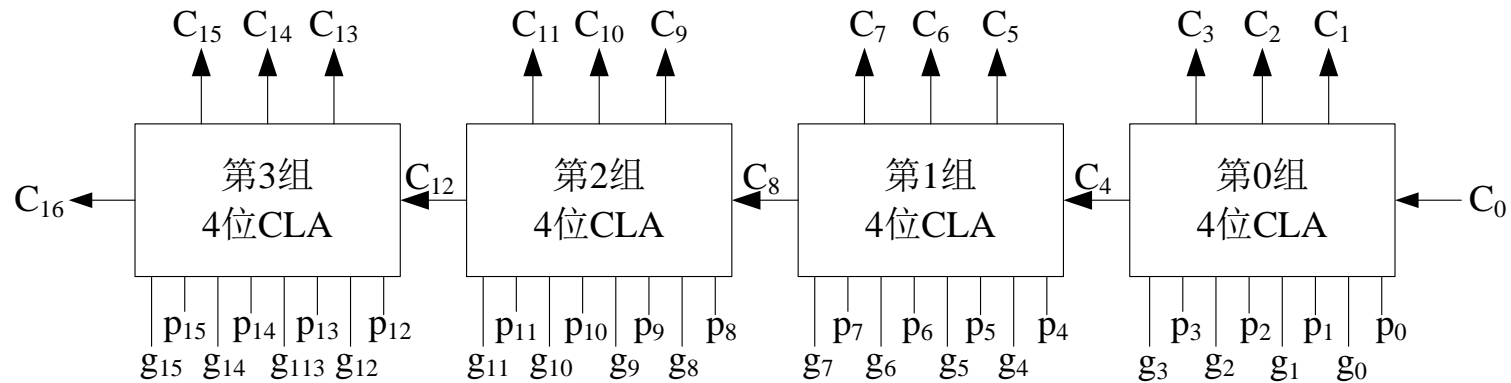 C₁₅ C₁₄ C₁₃ C₁₁ C₁₀ C₉ C₇ C₆ C₅ C₃ C₂ C₁
第3组 第2组 第1组 第0组
C₁₆ C₁₂ C₈ C₄ C₀
4位CLA 4位CLA 4位CLA 4位CLA
p₁₅ p₁₄ p₁₃ p₁₂ p₁₁ p₁₀ p₉ p₈ p₇ p₆ p₅ p₄ p₃ p₂ p₁ p₀
g₁₅ g₁₄ g₁₁₃ g₁₂ g₁₁ g₁₀ g₉ g₈ g₇ g₆ g₅ g₄ g₃ g₂ g₁ g₀